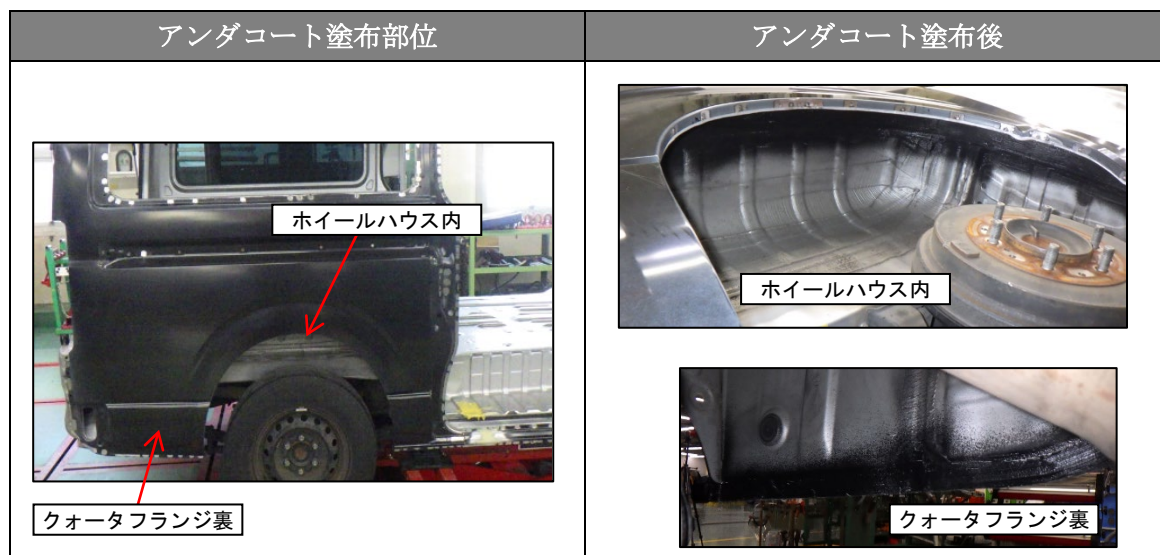 アンダコート塗布部位
アンダコート塗布後
ホイールハウス内
クォータフランジ裏
ホイールハウス内
クォータフランジ裏